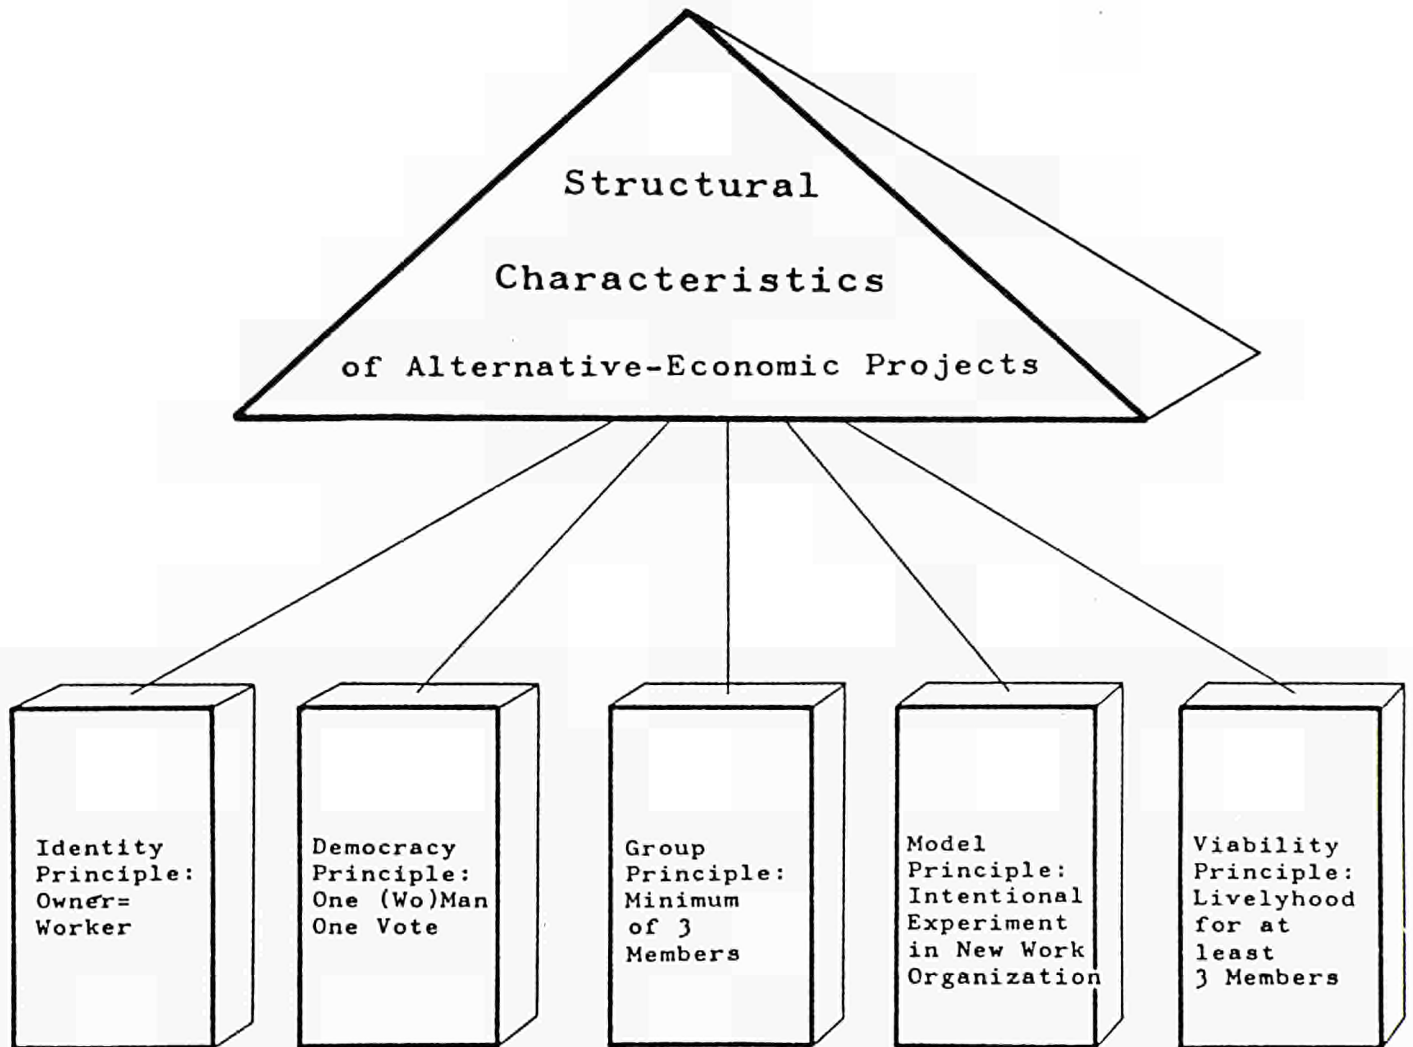 Structural
Characteristics
of Alternative-Economic Projects
Identity
Principle:
Owner=
Worker
Democracy
Principle:
One (Wo)Man
One Vote
Group
Principle:
Minimum
of 3
Members
Model
Principle:
Intentional
Experiment
in New Work
Organization
Viability
Principle:
Livelyhood
for at
least
3 Members